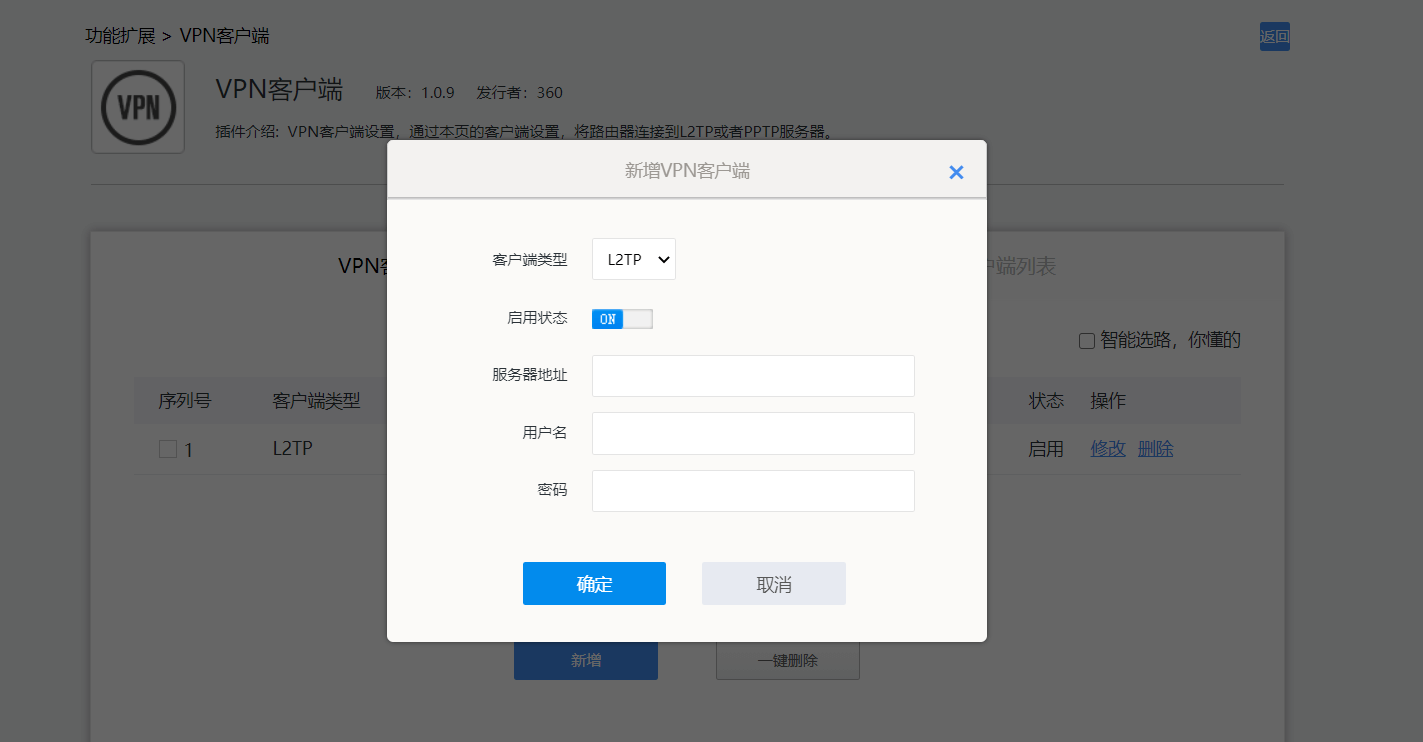 功能扩展 > VPN客户端
返回
VPN
VPN客户端 版本：1.0.9 发行者：360
插件介绍：VPN客户端设置，通过本页的客户端设置，将路由器连接到L2TP或者PPTP服务器。
新增VPN客户端
客户端类型 L2TP
启用状态 ON
服务器地址
用户名
密码
确定 取消
VPN
户端列表
智能选路，你懂的
序列号 客户端类型 状态 操作
1 L2TP 启用 修改 删除
新增 一键删除